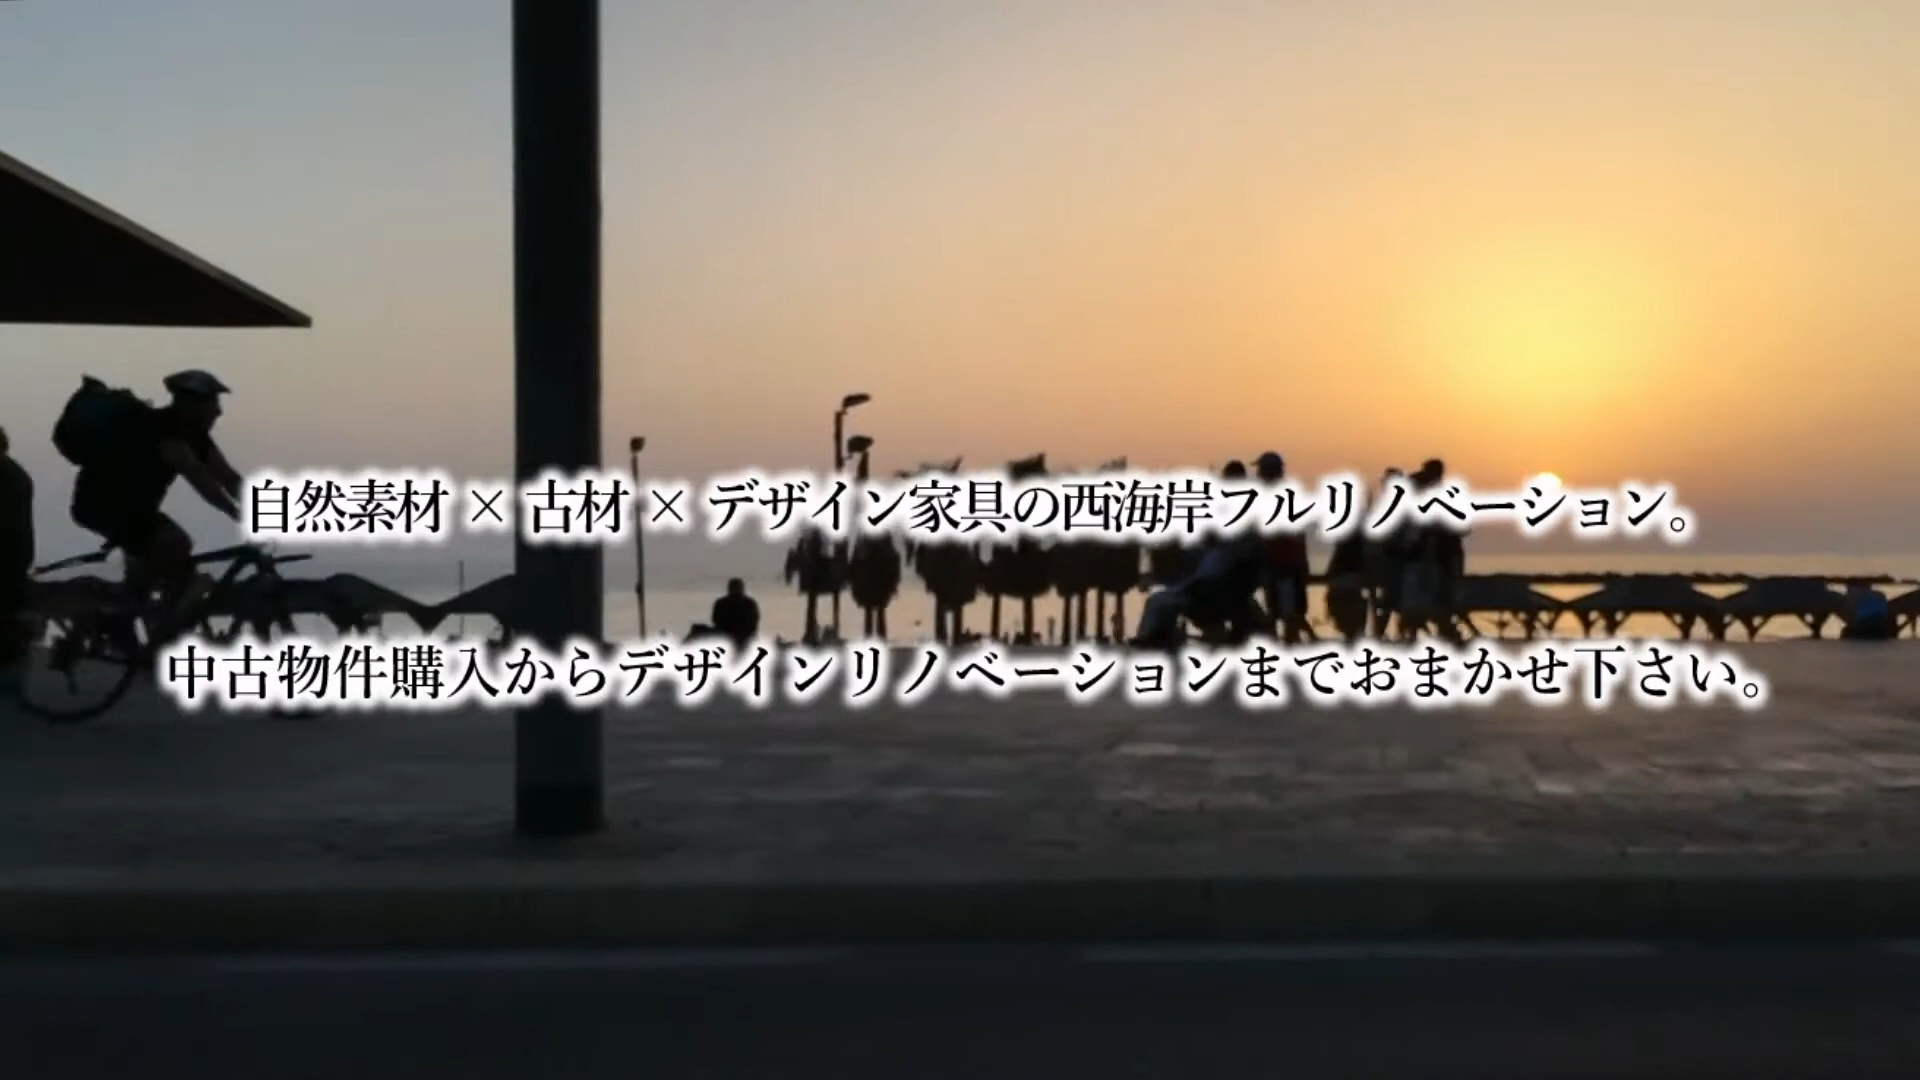 自然素材 × 古材 × デザイン家具の西海岸フルリノベーション。
中古物件購入からデザインリノベーションまでおまかせ下さい。